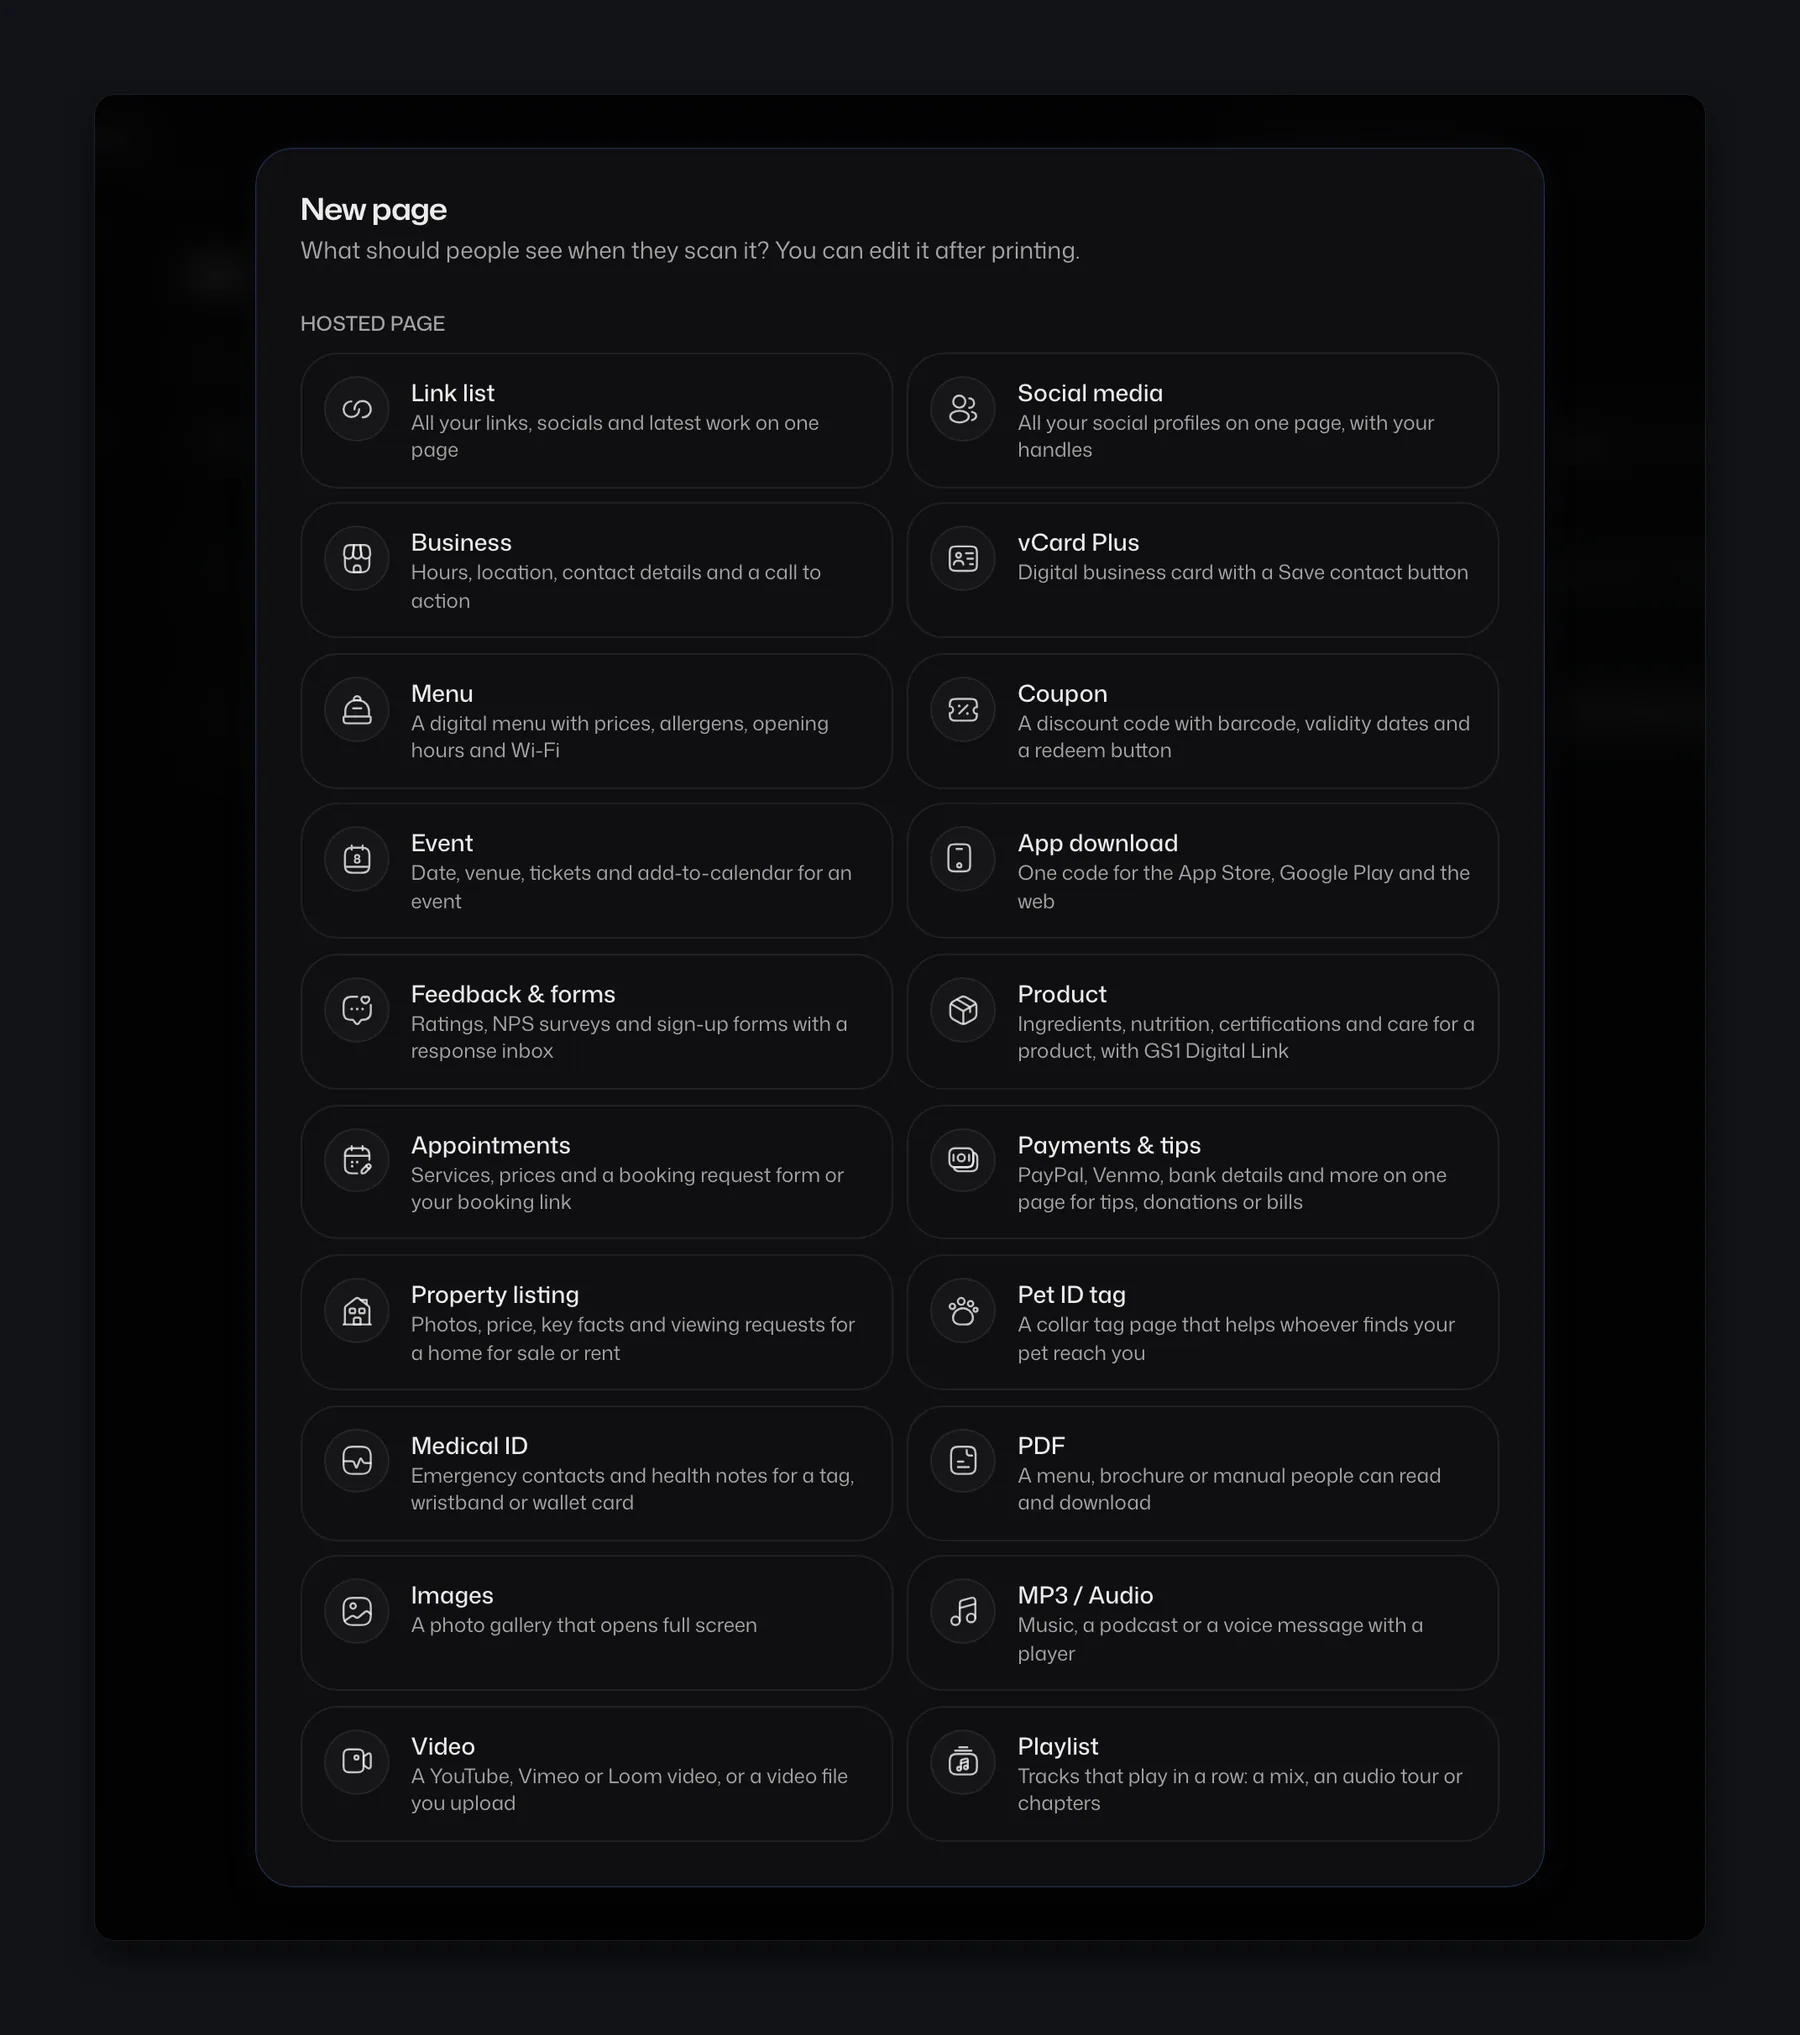 New page
What should people see when they scan it? You can edit it after printing.
HOSTED PAGE
Link list
All your links, socials and latest work on one
page
Social media
All your social profiles on one page, with your
handles
Business
Hours, location, contact details and a call to
action
vCard Plus
Digital business card with a Save contact button
Menu
A digital menu with prices, allergens, opening
hours and Wi-Fi
Coupon
A discount code with barcode, validity dates and
a redeem button
8
Event
Date, venue, tickets and add-to-calendar for an
event
App download
One code for the App Store, Google Play and the
web
Feedback & forms
Ratings, NPS surveys and sign-up forms with a
response inbox
Product
Ingredients, nutrition, certifications and care for a
product, with GS1 Digital Link
Appointments
Services, prices and a booking request form or
your booking link
Payments & tips
PayPal, Venmo, bank details and more on one
page for tips, donations or bills
Property listing
Photos, price, key facts and viewing requests for
a home for sale or rent
Pet ID tag
A collar tag page that helps whoever finds your
pet reach you
Medical ID
Emergency contacts and health notes for a tag,
wristband or wallet card
PDF
A menu, brochure or manual people can read
and download
Images
A photo gallery that opens full screen
MP3 / Audio
Music, a podcast or a voice message with a
player
Video
A YouTube, Vimeo or Loom video, or a video file
you upload
Playlist
Tracks that play in a row: a mix, an audio tour or
chapters